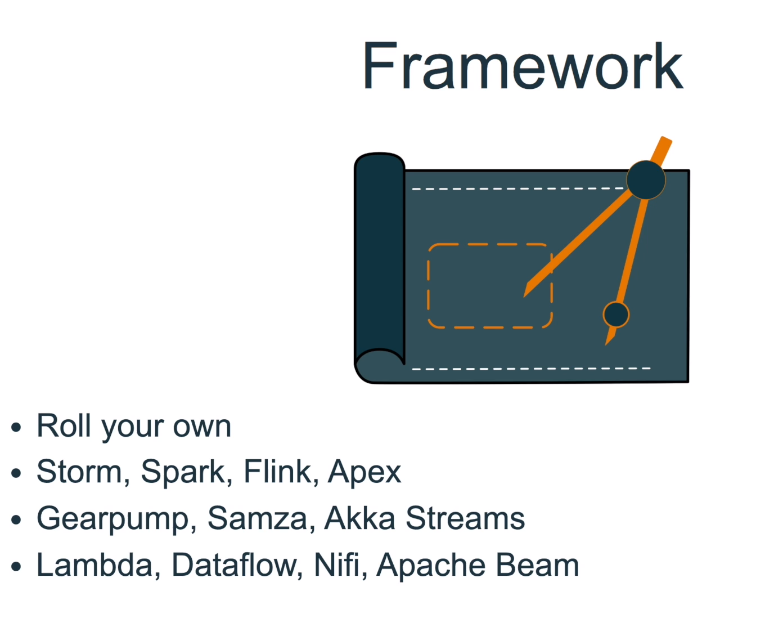 Framework
• Roll your own
• Storm, Spark, Flink, Apex
• Gearpump, Samza, Akka Streams
• Lambda, Dataflow, Nifi, Apache Beam